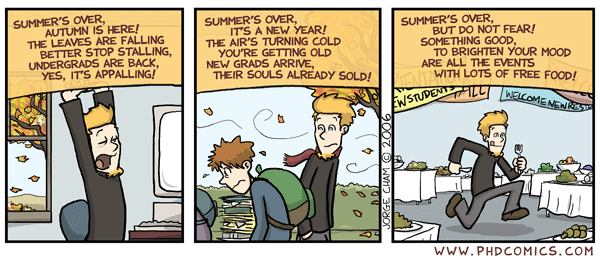 SUMMER'S OVER,
AUTUMN IS HERE!
THE LEAVES ARE FALLING
BETTER STOP STALLING,
UNDERGRADS ARE BACK,
YES, IT'S APPALLING!
SUMMER'S OVER,
IT'S A NEW YEAR!
THE AIR'S TURNING COLD
YOU'RE GETTING OLD
NEW GRADS ARRIVE,
THEIR SOULS ALREADY SOLD!
JORGE CHAM © 2006
SUMMER'S OVER,
BUT DO NOT FEAR!
SOMETHING GOOD,
TO BRIGHTEN YOUR MOOD
ARE ALL THE EVENTS
WITH LOTS OF FREE FOOD!
EW STUDENTS
FALL
WELCOME NEW RES
WWW.PHDCOMICS.COM